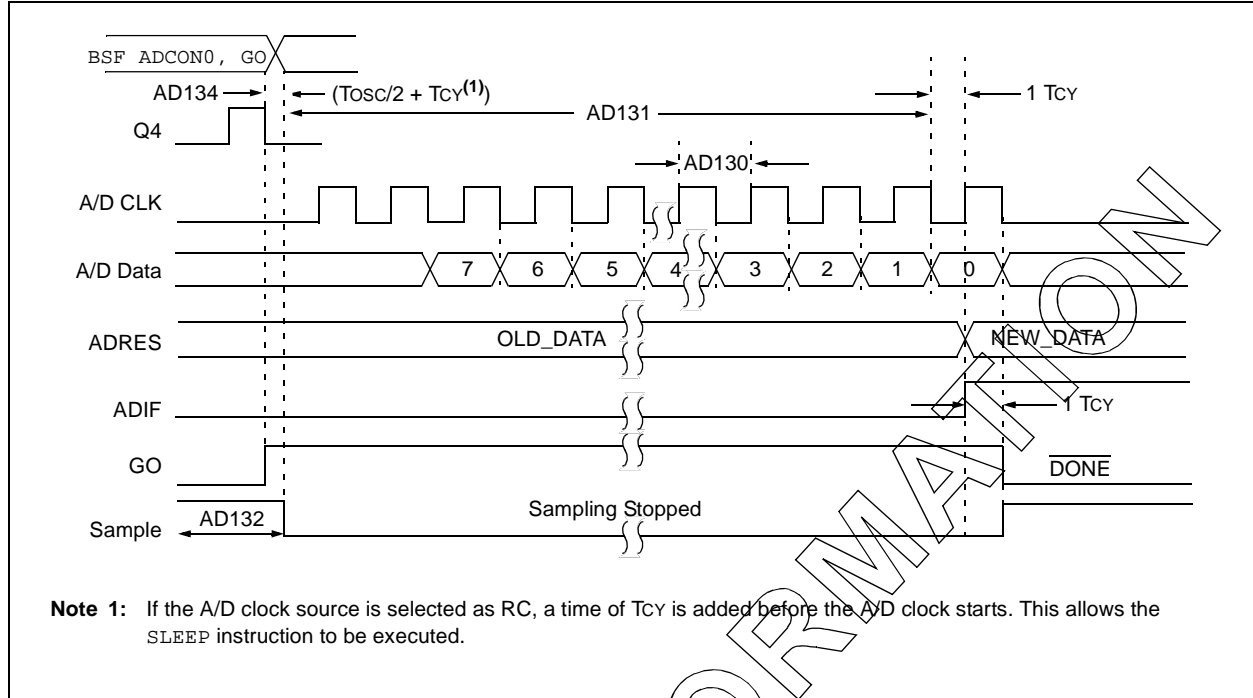 BSF ADCON0, GO
AD134 (TOSC/2 + TCY(1)) 1 TCY
AD131
Q4
AD130
A/D CLK
A/D Data 7 6 5 4 3 2 1 0
ADRES OLD_DATA NEW_DATA
ADIF 1 TCY
GO DONE
Sample AD132 Sampling Stopped
Note 1: If the A/D clock source is selected as RC, a time of TCY is added before the A/D clock starts. This allows the
SLEEP instruction to be executed.
ORMATION